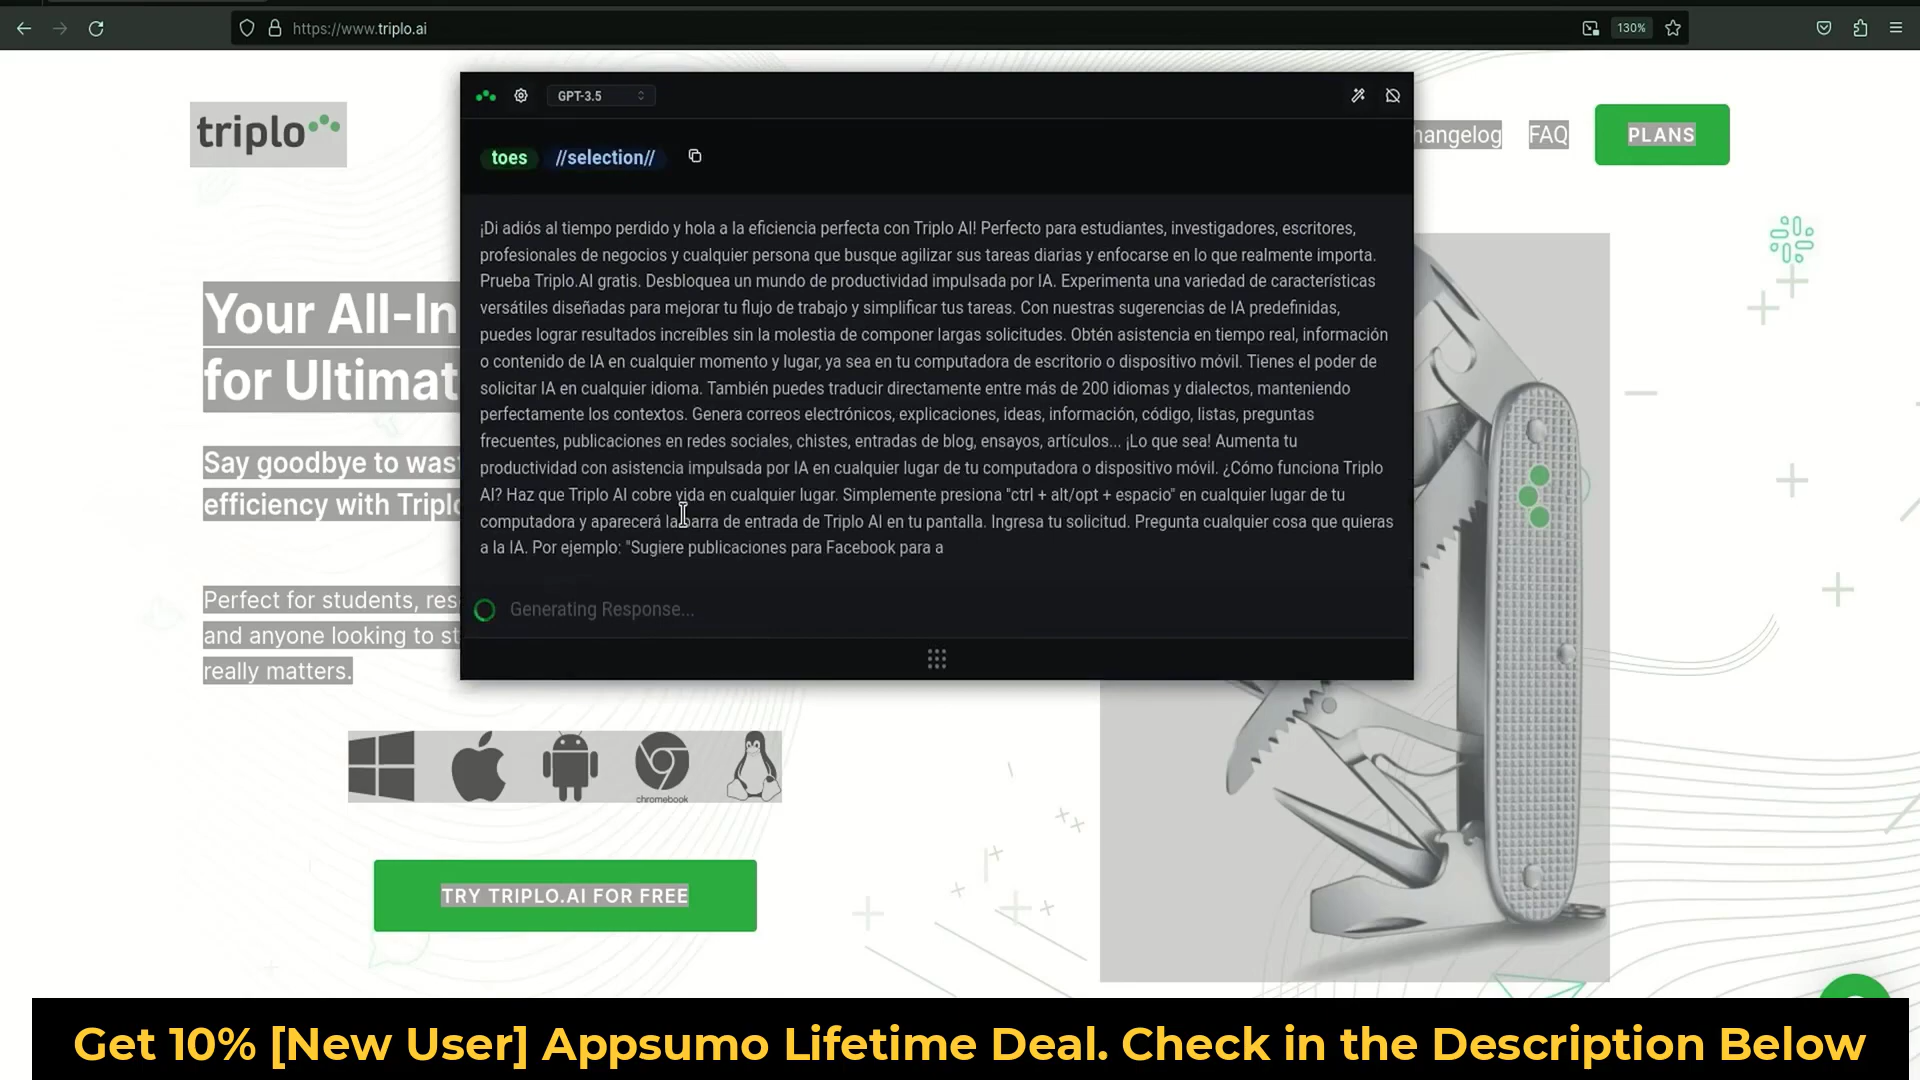 https://www.triplo.ai
130%
triplo
hangelog
FAQ
PLANS
GPT-3.5
toes //selection//
¡Di adiós al tiempo perdido y hola a la eficiencia perfecta con Triplo AI! Perfecto para estudiantes, investigadores, escritores,
profesionales de negocios y cualquier persona que busque agilizar sus tareas diarias y enfocarse en lo que realmente importa.
Prueba Triplo.AI gratis. Desbloquea un mundo de productividad impulsada por IA. Experimenta una variedad de características
versátiles diseñadas para mejorar tu flujo de trabajo y simplificar tus tareas. Con nuestras sugerencias de IA predefinidas,
puedes lograr resultados increíbles sin la molestia de componer largas solicitudes. Obtén asistencia en tiempo real, información
o contenido de IA en cualquier momento y lugar, ya sea en tu computadora de escritorio o dispositivo móvil. Tienes el poder de
solicitar IA en cualquier idioma. También puedes traducir directamente entre más de 200 idiomas y dialectos, manteniendo
perfectamente los contextos. Genera correos electrónicos, explicaciones, ideas, información, código, listas, preguntas
frecuentes, publicaciones en redes sociales, chistes, entradas de blog, ensayos, artículos... ¡Lo que sea! Aumenta tu
productividad con asistencia impulsada por IA en cualquier lugar de tu computadora o dispositivo móvil. ¿Cómo funciona Triplo
AI? Haz que Triplo AI cobre vida en cualquier lugar. Simplemente presiona "ctrl + alt/opt + espacio" en cualquier lugar de tu
computadora y aparecerá la barra de entrada de Triplo AI en tu pantalla. Ingresa tu solicitud. Pregunta cualquier cosa que quieras
a la IA. Por ejemplo: "Sugiere publicaciones para Facebook para a
Generating Response...
Your All-In
for Ultimat
Say goodbye to wast
efficiency with Triplo
Perfect for students, res
and anyone looking to st
really matters.
chromebook
TRY TRIPLO.AI FOR FREE
Get 10% [New User] Appsumo Lifetime Deal. Check in the Description Below